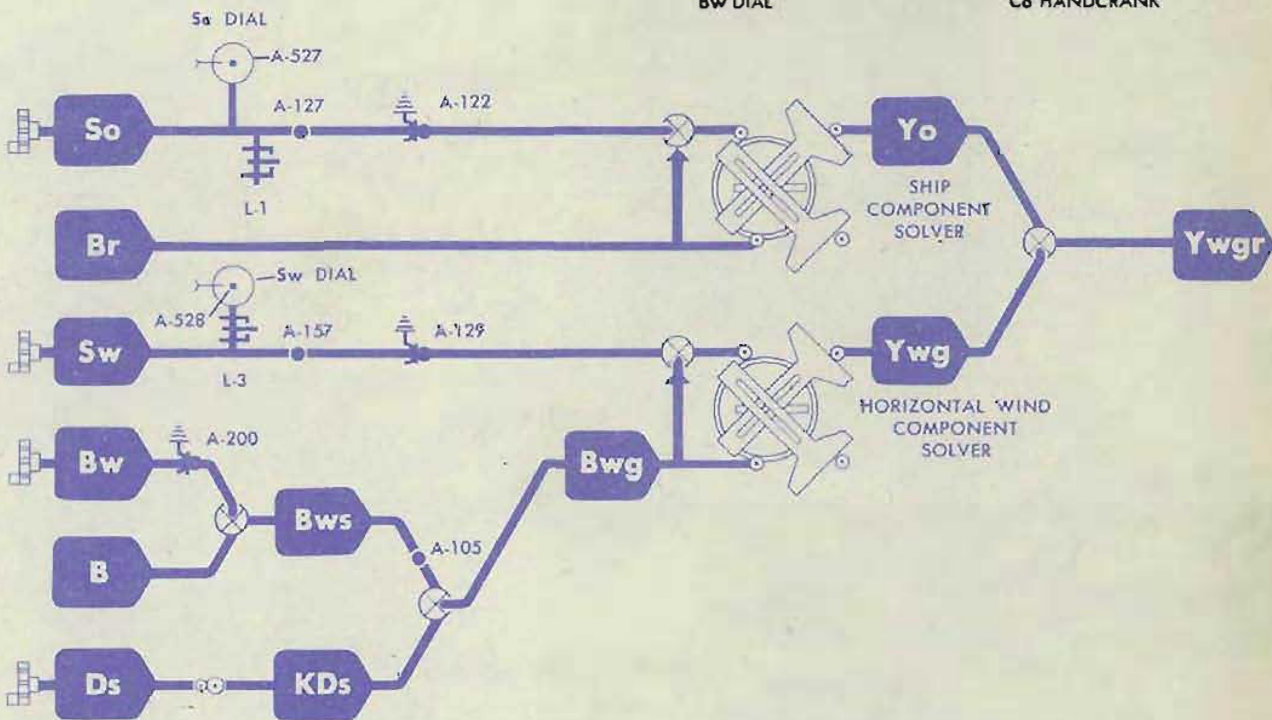 BW DIAL
Co HANDCRANK
So DIAL
A-527
So
A-127
A-122
Yo
SHIP
COMPONENT
SOLVER
L-1
Br
Ywgr
Sw DIAL
A-528
A-157
A-129
Sw
Ywg
L-3
HORIZONTAL WIND
COMPONENT
SOLVER
Bw
A-200
Bwg
Bws
A-105
B
Ds
KDs